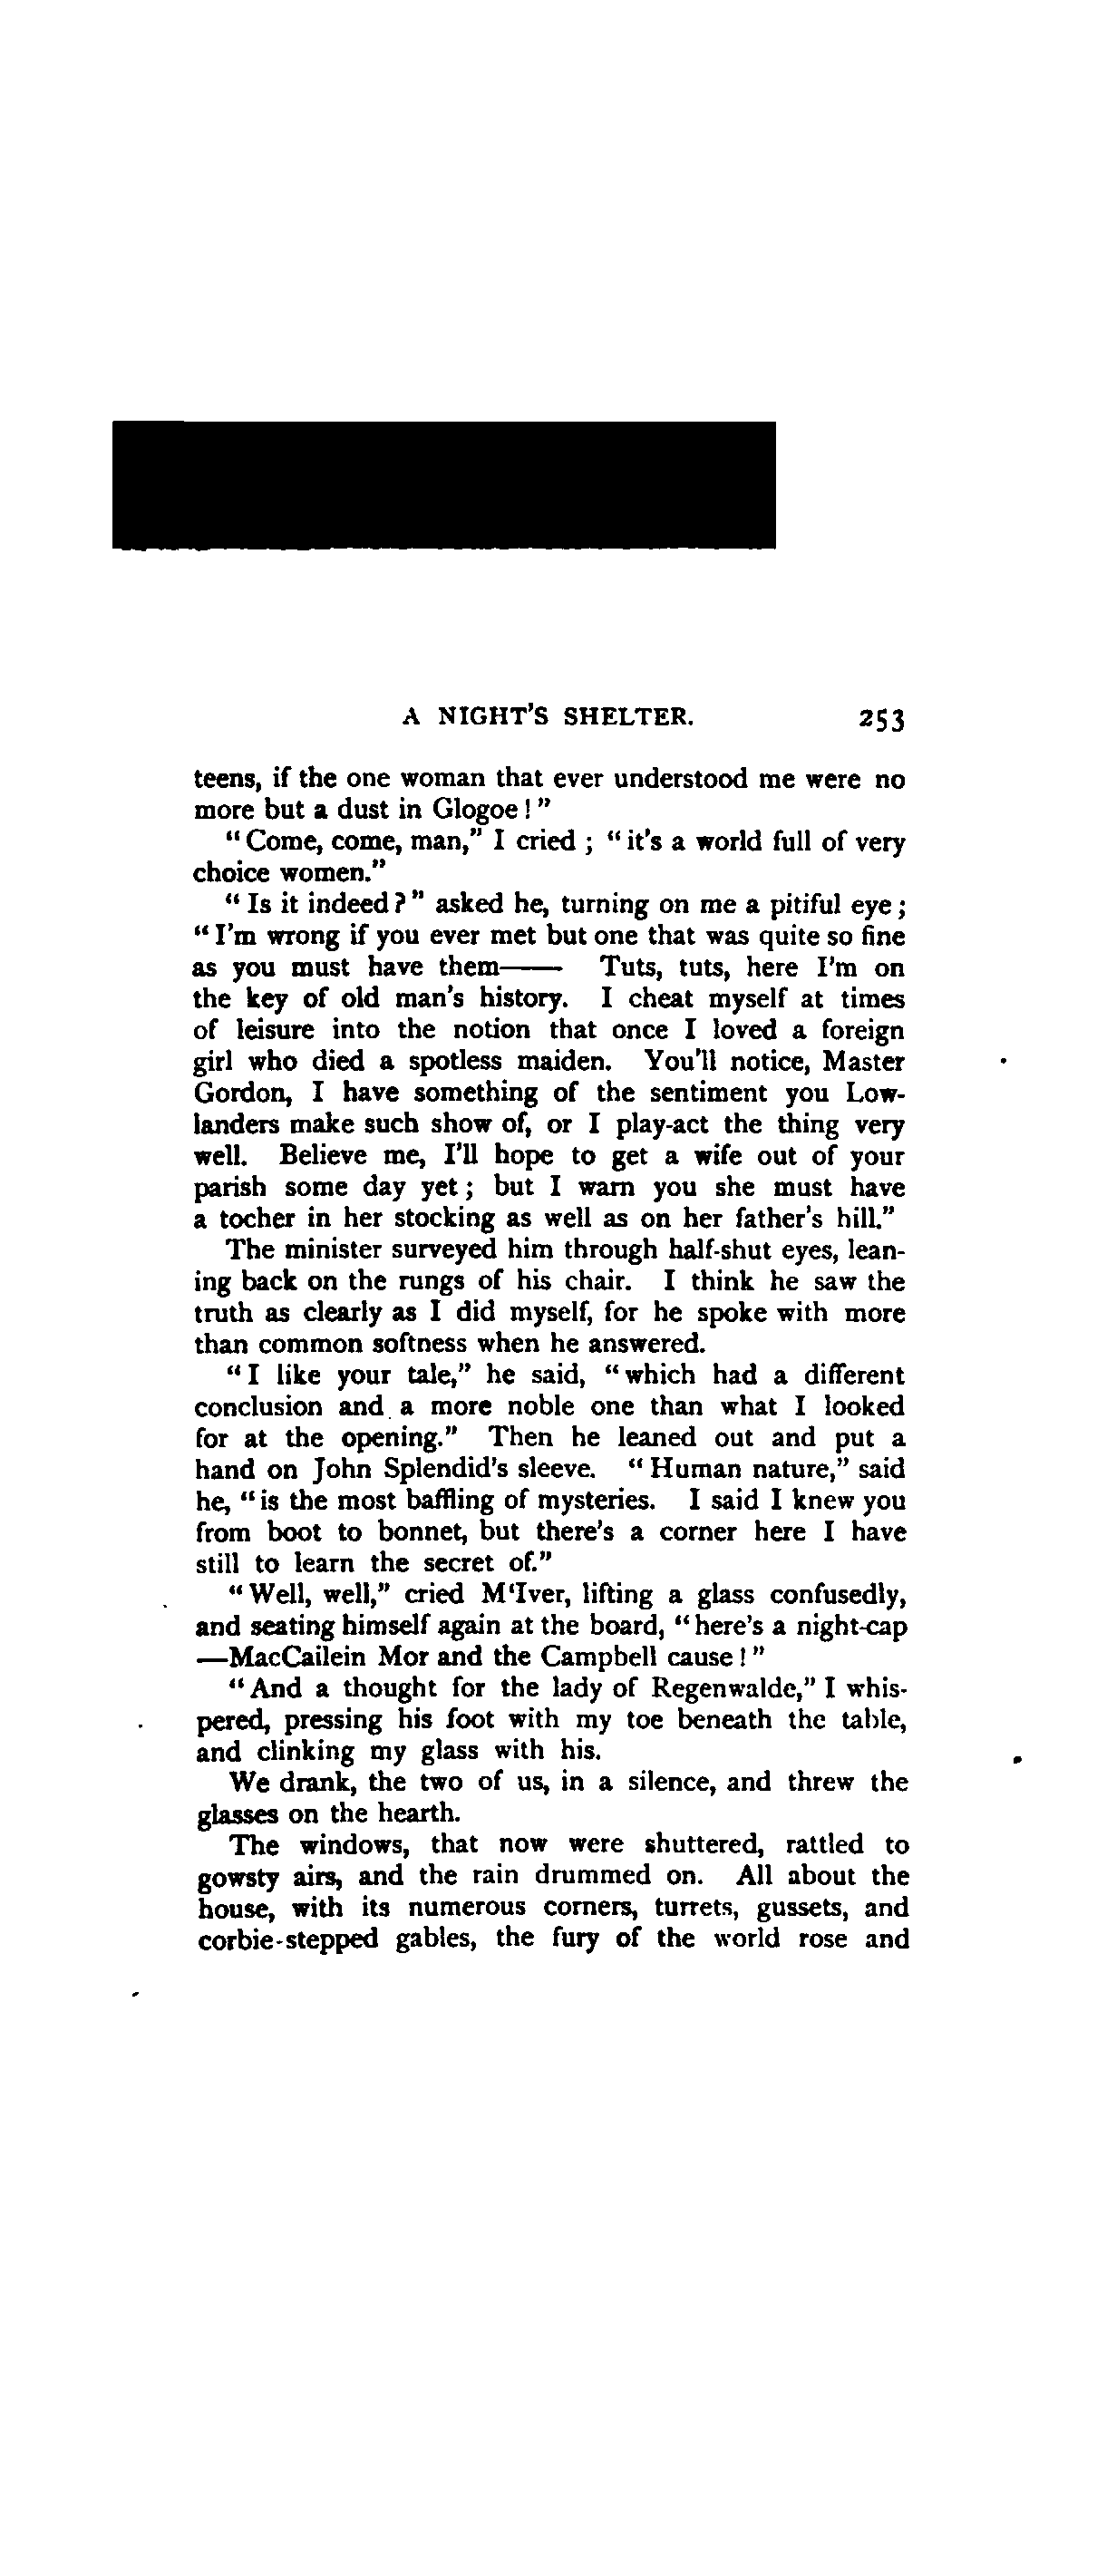 A NIGHT'S SHELTER. 253
teens, if the one woman that ever understood me were no
more but a dust in Glogoe!"
"Come, come, man," I cried; "it's a world full of very
choice women."
"Is it indeed?" asked he, turning on me a pitiful eye;
"I'm wrong if you ever met but one that was quite so fine
as you must have them—— Tuts, tuts, here I'm on
the key of old man's history. I cheat myself at times
of leisure into the notion that once I loved a foreign
girl who died a spotless maiden. You'll notice, Master
Gordon, I have something of the sentiment you Low-
landers make such show of, or I play-act the thing very
well. Believe me, I'll hope to get a wife out of your
parish some day yet; but I warn you she must have
a tocher in her stocking as well as on her father's hill."
The minister surveyed him through half-shut eyes, lean-
ing back on the rungs of his chair. I think he saw the
truth as clearly as I did myself, for he spoke with more
than common softness when he answered.
"I like your tale," he said, "which had a different
conclusion and a more noble one than what I looked
for at the opening." Then he leaned out and put a
hand on John Splendid's sleeve. "Human nature," said
he, "is the most baffling of mysteries. I said I knew you
from boot to bonnet, but there's a corner here I have
still to learn the secret of."
"Well, well," cried M'Iver, lifting a glass confusedly,
and seating himself again at the board, "here's a night-cap
—MacCailein Mor and the Campbell cause!"
"And a thought for the lady of Regenwalde," I whis-
pered, pressing his foot with my toe beneath the table,
and clinking my glass with his.
We drank, the two of us, in a silence, and threw the
glasses on the hearth.
The windows, that now were shuttered, rattled to
gowsty airs, and the rain drummed on. All about the
house, with its numerous corners, turrets, gussets, and
corbie-stepped gables, the fury of the world rose and